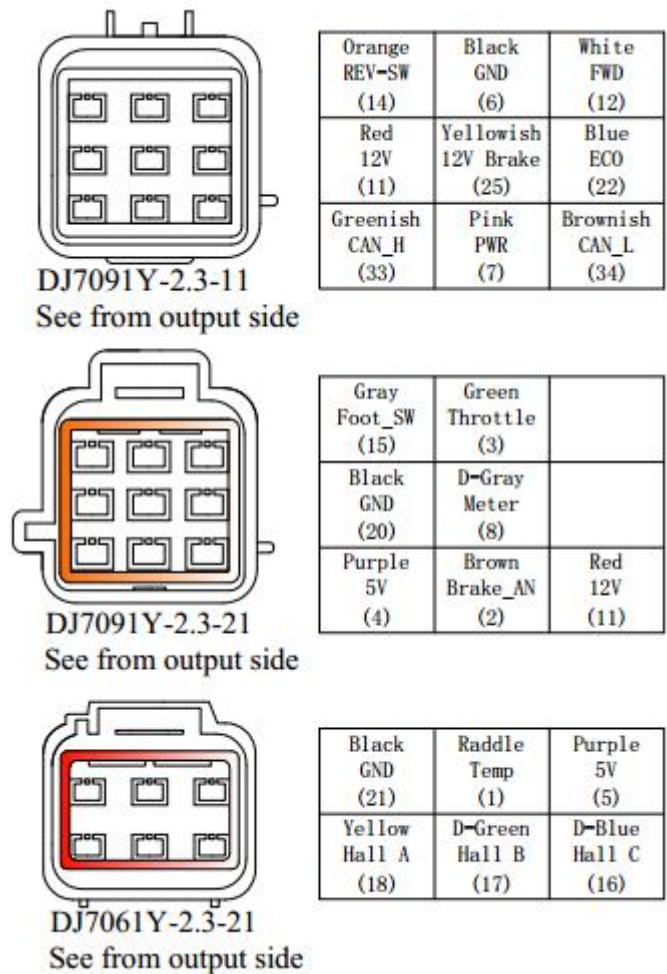 Orange Black White
REV-SW GND FWD
(14) (6) (12)
Red Yellowish Blue
12V 12V Brake ECO
(11) (25) (22)
Greenish Pink Brownish
CAN_H PWR CAN_L
(33) (7) (34)
DJ7091Y-2.3-11
See from output side
Gray Green
Foot_SW Throttle
(15) (3)
Black D-Gray
GND Meter
(20) (8)
Purple Brown Red
5V Brake_AN 12V
(4) (2) (11)
DJ7091Y-2.3-21
See from output side
Black Raddle Purple
GND Temp 5V
(21) (1) (5)
Yellow D-Green D-Blue
Hall A Hall B Hall C
(18) (17) (16)
DJ7061Y-2.3-21
See from output side